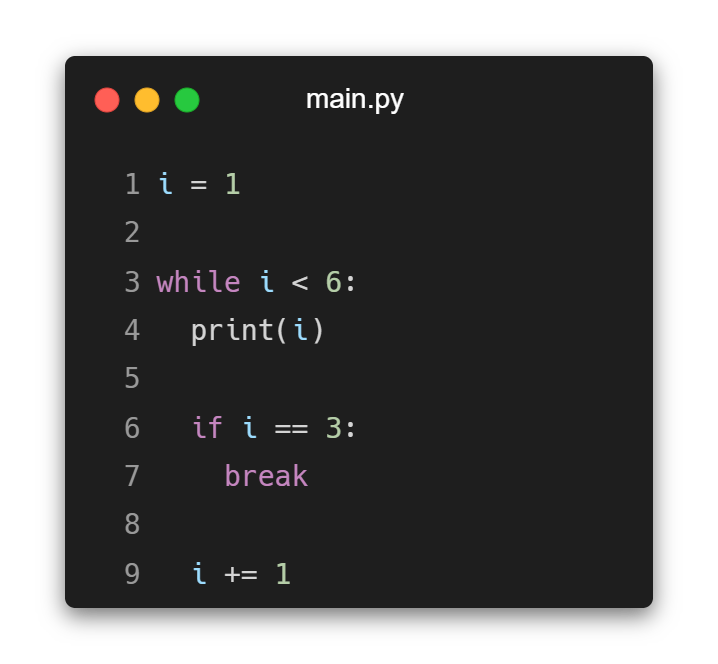 main.py
1 i = 1
2
3 while i < 6:
4   print(i)
5
6   if i == 3:
7     break
8
9   i += 1